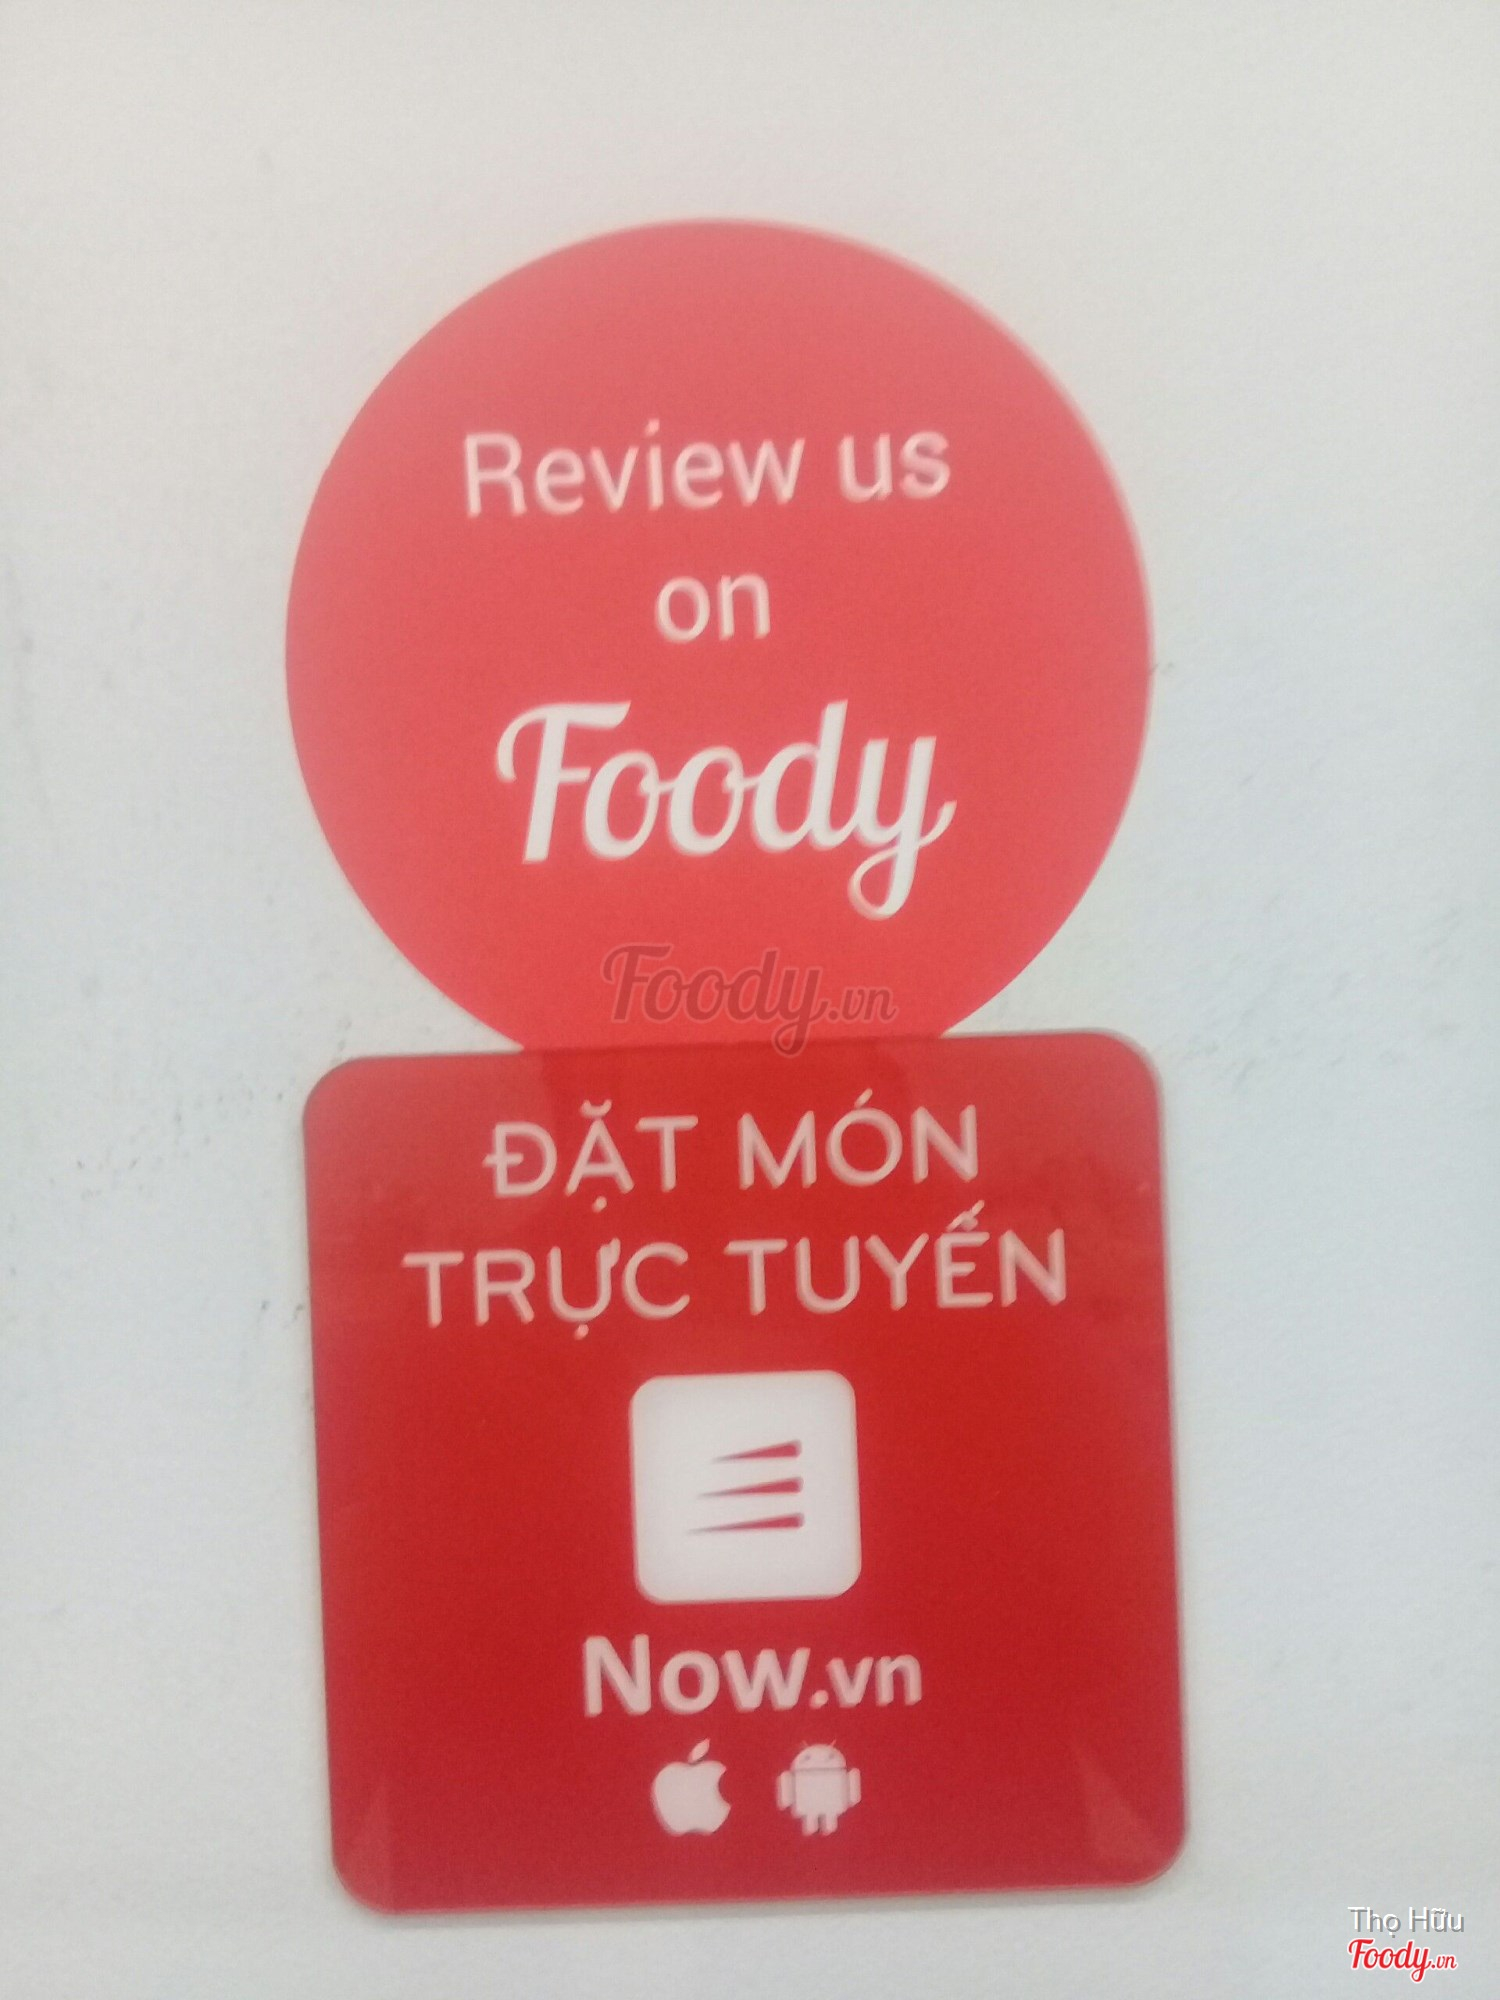 Review us
on
Foody
Foody.vn
ĐẶT MÓN
TRỰC TUYẾN
Now.vn
Thọ Hữu
Foody.vn